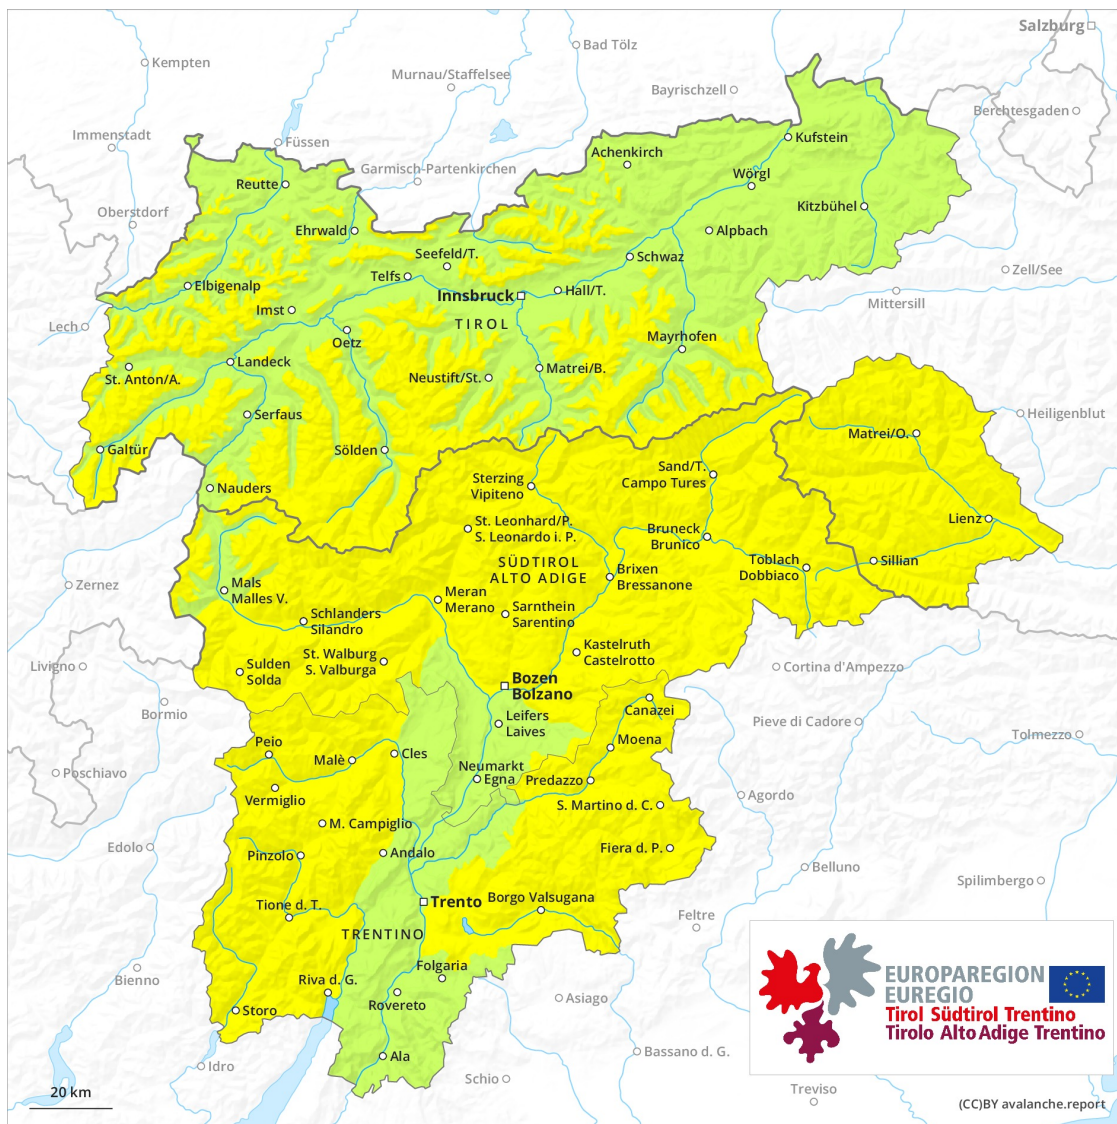 Salzburg
Bad Tölz
Kempten
Murnau/Staffelsee
Bayrischzell
Berchtesgaden
Immenstadt
Füssen
Kufstein
Achenkirch
Garmisch-Partenkirchen
Wörgl
Reutte
Oberstdorf
Kitzbühel
Ehrwald
Alpbach
Seefeld/T.
Schwaz
Zell/See
Telfs
Elbigenalp
Hall/T.
Innsbruck
Mittersill
Imst
TIROL
Lech
Oetz
Mayrhofen
Landeck
Matrei/B.
St. Anton/A.
Neustift/St.
Serfaus
Heiligenblut
Matrei/O.
Galtür
Sölden
Sand/T.
Campo Tures
Sterzing
Vipiteno
Nauders
Lienz
St. Leonhard/P.
S. Leonardo i. P.
Bruneck
Brunico
SÜDTIROL
ALTO ADIGE
Toblach
Dobbiaco
Sillian
Brixen
Bressanone
Zernez
Mals
Malles V.
Meran
Merano
Sarnthein
Sarentino
Schlanders
Silandro
Kastelruth
Castelrotto
St. Walburg
S. Valburga
Livigno
Sulden
Solda
Cortina d'Ampezzo
Bozen
Bolzano
Bormio
Canazei
Leifers
Laives
Pieve di Cadore
Tolmezzo
Peio
Moena
Malè
Cles
Poschiavo
Neumarkt
Egna
Predazzo
Vermiglio
Agordo
S. Martino d. C.
M. Campiglio
Edolo
Pinzolo
Andalo
Fiera d. P.
Belluno
Spilimbergo
Trento
Borgo Valsugana
Tione d. T.
Feltre
TRENTINO
Bienno
Folgaria
Riva d. G.
Rovereto
Asiago
Storo
Ala
Bassano d. G.
Idro
Schio
Treviso
20 km
EUROPAREGION
EUREGIO
Tirol Südtirol Trentino
Tirolo Alto Adige Trentino
(CC)BY avalanche.report